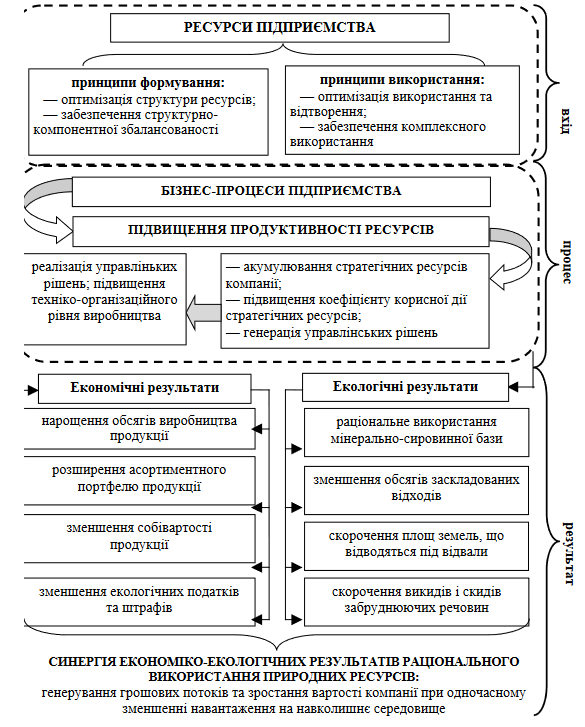 РЕСУРСИ ПІДПРИЄМСТВА
принципи формування:
— оптимізація структури ресурсів;
— забезпечення структурно-
компонентної збалансованості
принципи використання:
— оптимізація використання та
відтворення;
— забезпечення комплексного
використання
вхід
БІЗНЕС-ПРОЦЕСИ ПІДПРИЄМСТВА
ПІДВИЩЕННЯ ПРОДУКТИВНОСТІ РЕСУРСІВ
реалізація управліньких
рішень; підвищення
техніко-організаційного
рівня виробництва
— акумулювання стратегічних ресурсів
компанії;
— підвищення коефіцієнту корисної дії
стратегічних ресурсів;
— генерація управлінських рішень
процес
Економічні результати
нарощення обсягів виробництва
продукції
розширення асортиментного
портфелю продукції
зменшення собівартості
продукції
зменшення екологічних податків
та штрафів
Екологічні результати
раціональне використання
мінерально-сировинної бази
зменшення обсягів заскладованих
відходів
скорочення площ земель, що
відводяться під відвали
скорочення викидів і скидів
забруднюючих речовин
результат
СИНЕРГІЯ ЕКОНОМІКО-ЕКОЛОГІЧНИХ РЕЗУЛЬТАТІВ РАЦІОНАЛЬНОГО
ВИКОРИСТАННЯ ПРИРОДНИХ РЕСУРСІВ:
генерування грошових потоків та зростання вартості компанії при одночасному
зменшенні навантаження на навколишнє середовище